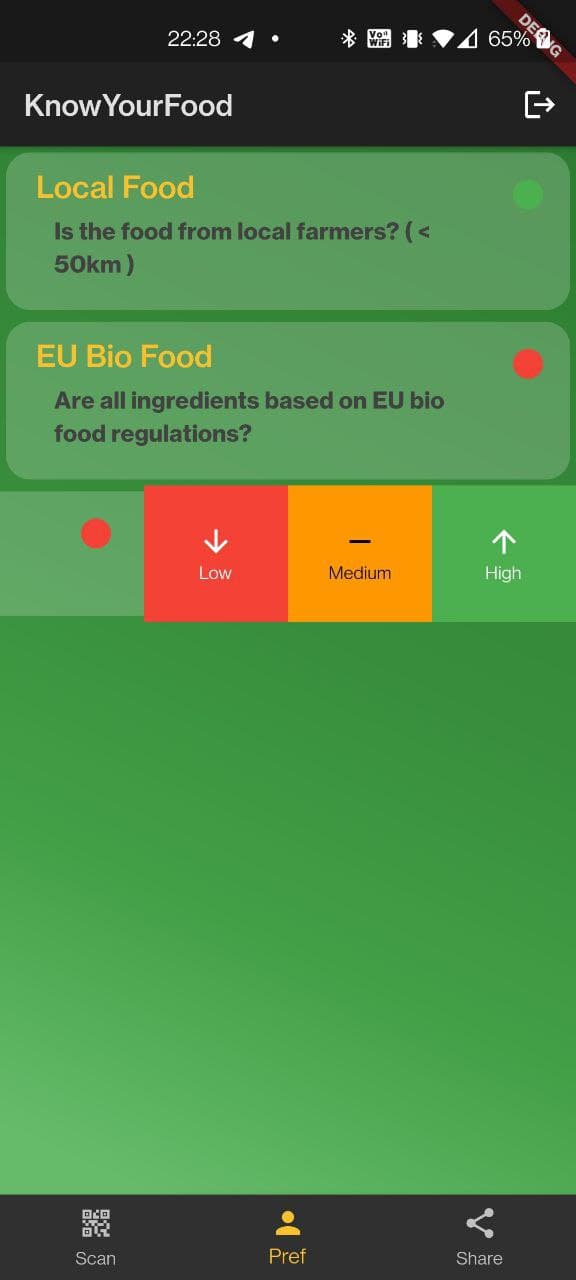 22:28
Vo))
WiFi
65%
DEBUG
KnowYourFood
Local Food
Is the food from local farmers? ( <
50km )
EU Bio Food
Are all ingredients based on EU bio
food regulations?
Low
Medium
High
Scan
Pref
Share